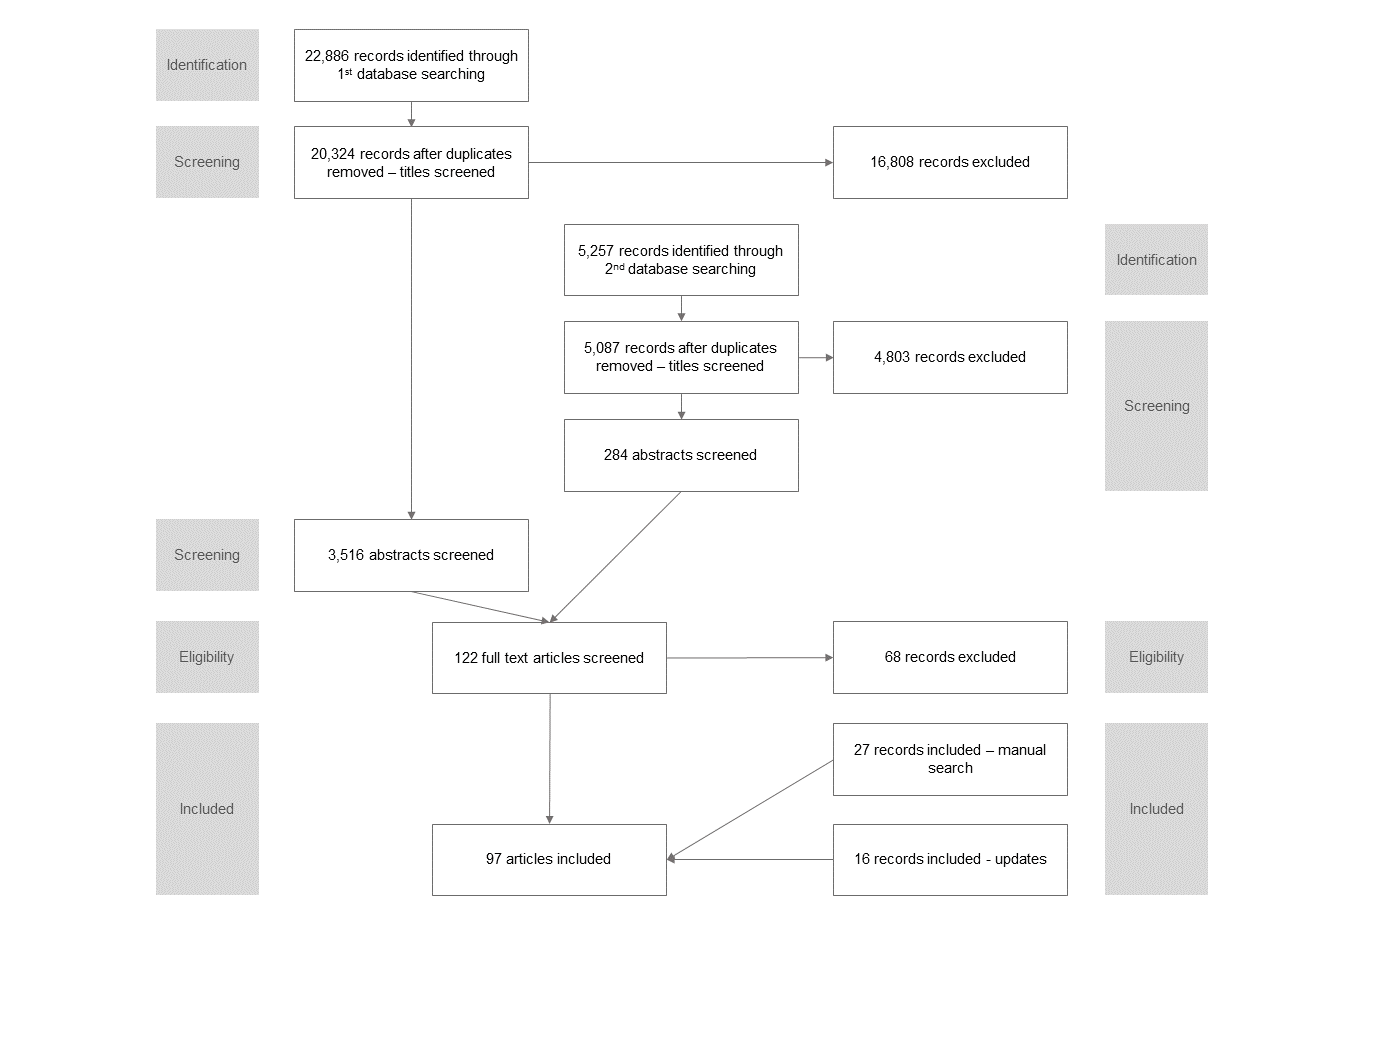 Identification
22,886 records identified through
1st database searching
Screening
20,324 records after duplicates
removed – titles screened
16,808 records excluded
5,257 records identified through
2nd database searching
Identification
5,087 records after duplicates
removed – titles screened
4,803 records excluded
Screening
284 abstracts screened
Screening
3,516 abstracts screened
Eligibility
122 full text articles screened
68 records excluded
Eligibility
27 records included – manual
search
Included
97 articles included
16 records included - updates
Included